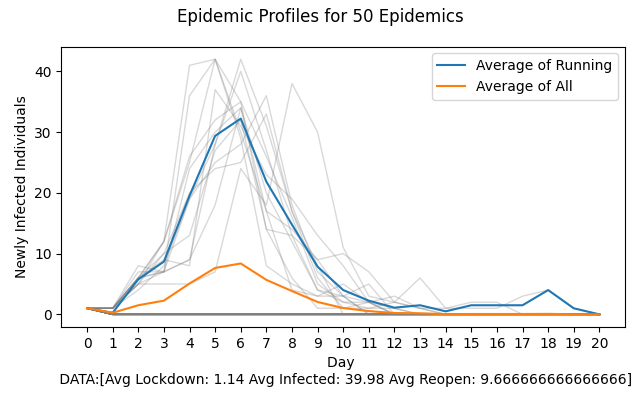 Epidemic Profiles for 50 Epidemics
Average of Running
Average of All
Newly Infected Individuals
40
30
20
10
0
0 1 2 3 4 5 6 7 8 9 10 11 12 13 14 15 16 17 18 19 20
Day
DATA:[Avg Lockdown: 1.14 Avg Infected: 39.98 Avg Reopen: 9.666666666666666]